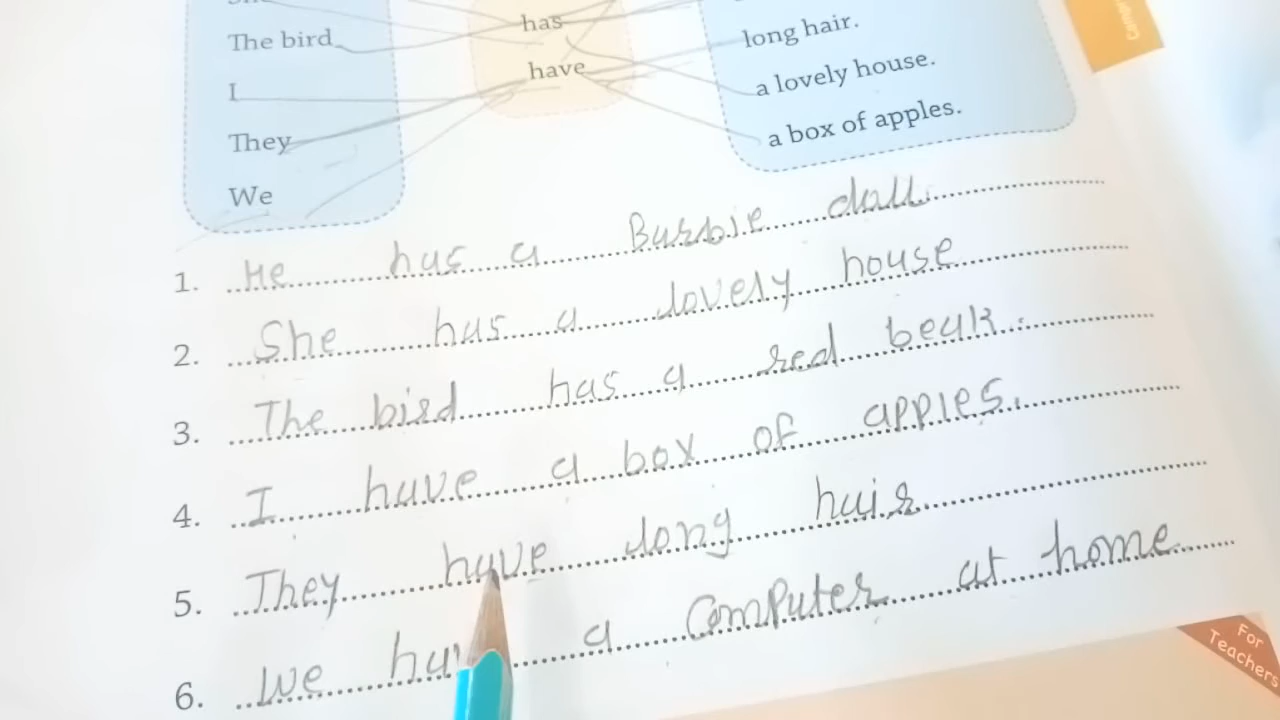 has
The bird
long hair.
have
I
a lovely house.
They
a box of apples.
We
1. He has a Barbie doll.
2. She has a lovely house
3. The bird has a red beak.
4. I have a box of apples.
5. They have long hair
6. We a computer at home
For
Teachers